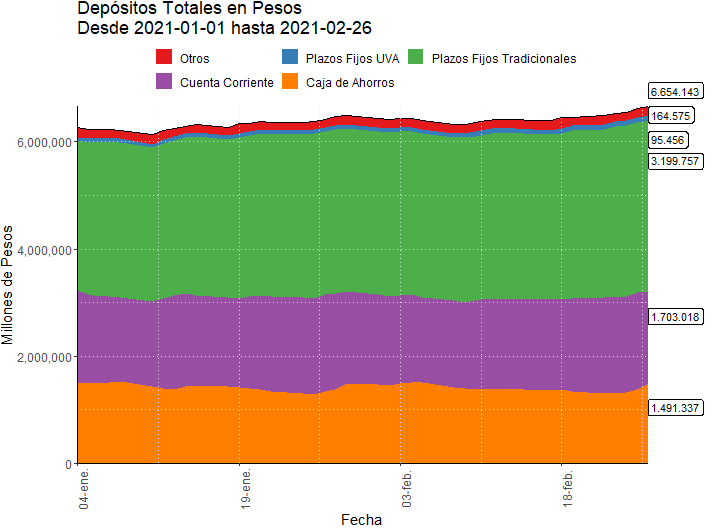 Depósitos Totales en Pesos
Desde 2021-01-01 hasta 2021-02-26
Otros
Plazos Fijos UVA
Plazos Fijos Tradicionales
Cuenta Corriente
Caja de Ahorros
6.654.143
164.575
95.456
3.199.757
1.703.018
1.491.337
6,000,000
4,000,000
2,000,000
0
Millones de Pesos
04-ene.
19-ene.
03-feb.
18-feb.
Fecha